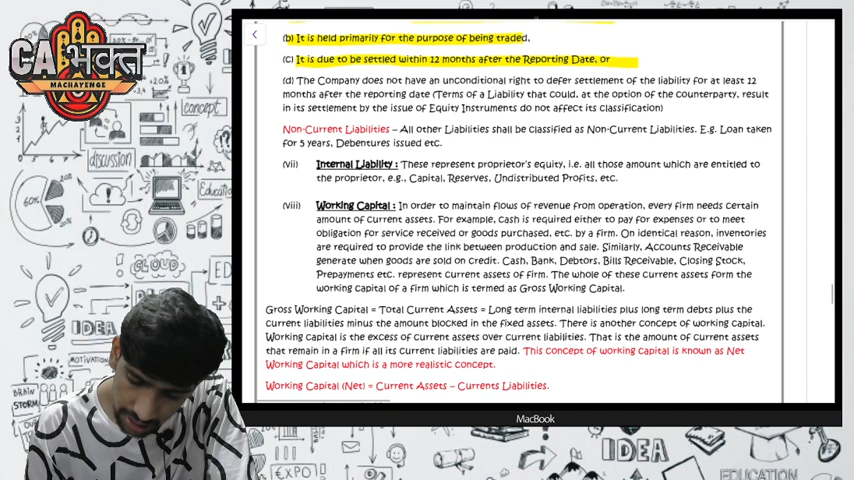 CA भक्त
MACHAYENGE
(b) It is held primarily for the purpose of being traded,
(c) It is due to be settled within 12 months after the Reporting Date, or
(d) The Company does not have an unconditional right to defer settlement of the liability for at least 12
months after the reporting date (Terms of a Liability that could, at the option of the counterparty, result
in its settlement by the issue of Equity Instruments do not affect its classification)
Non-Current Liabilities – All other Liabilities shall be classified as Non-Current Liabilities. E.g. Loan taken
for 5 years, Debentures issued etc.
(vii) Internal Liability : These represent proprietor's equity, i.e. all those amount which are entitled to
the proprietor, e.g., Capital, Reserves, Undistributed Profits, etc.
(viii) Working Capital : In order to maintain flows of revenue from operation, every firm needs certain
amount of current assets. For example, cash is required either to pay for expenses or to meet
obligation for service received or goods purchased, etc. by a firm. On identical reason, inventories
are required to provide the link between production and sale. Similarly, Accounts Receivable
generate when goods are sold on credit. Cash, Bank, Debtors, Bills Receivable, Closing Stock,
Prepayments etc. represent current assets of firm. The whole of these current assets form the
working capital of a firm which is termed as Gross Working Capital.
Gross Working Capital = Total Current Assets = Long term internal liabilities plus long term debts plus the
current liabilities minus the amount blocked in the fixed assets. There is another concept of working capital.
Working capital is the excess of current assets over current liabilities. That is the amount of current assets
that remain in a firm if all its current liabilities are paid. This concept of working capital is known as Net
Working Capital which is a more realistic concept.
Working Capital (Net) = Current Assets – Currents Liabilities.
MacBook
concept
discussion
60%
20%
CLOUD
IDEA
MOTIVATION
BRAIN
STORM
EXPO
IDEA
EDUCATION